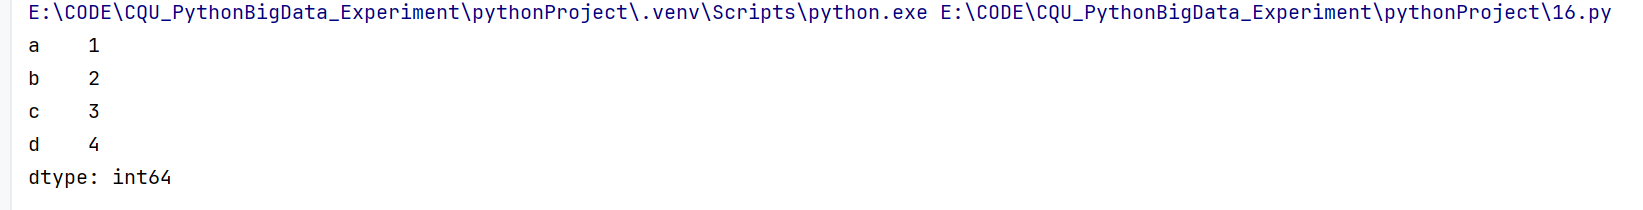 E:\CODE\CQU_PythonBigData_Experiment\pythonProject\.venv\Scripts\python.exe E:\CODE\CQU_PythonBigData_Experiment\pythonProject\16.py
a    1
b    2
c    3
d    4
dtype: int64